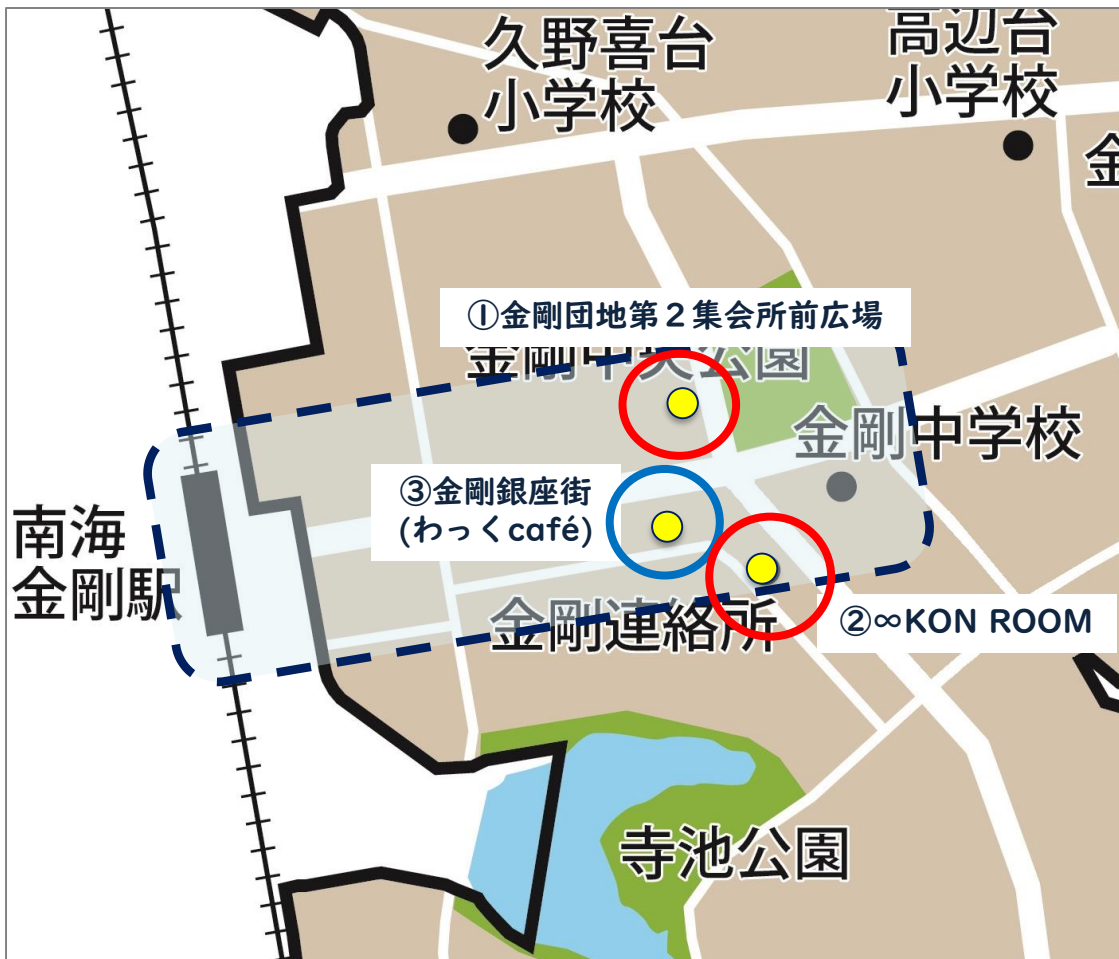 久野喜台
小学校
高辺台
小学校
金
①金剛団地第2集会所前広場
金剛中央公園
金剛中学校
③金剛銀座街
(わっくcafé)
南海
金剛駅
金剛連絡所
②∞KON ROOM
寺池公園